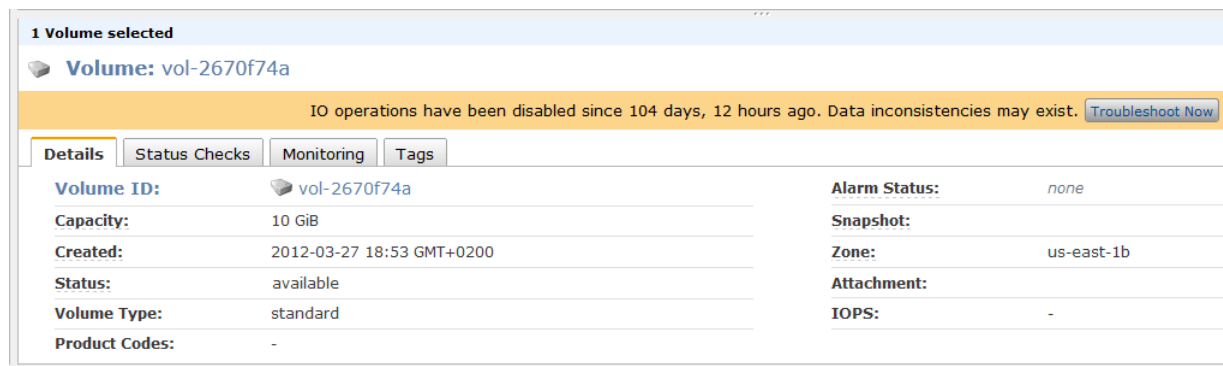 1 Volume selected
Volume: vol-2670f74a
IO operations have been disabled since 104 days, 12 hours ago. Data inconsistencies may exist. Troubleshoot Now
Details Status Checks Monitoring Tags
Volume ID: vol-2670f74a Alarm Status: none
Capacity: 10 GiB Snapshot:
Created: 2012-03-27 18:53 GMT+0200 Zone: us-east-1b
Status: available Attachment:
Volume Type: standard IOPS: -
Product Codes: -